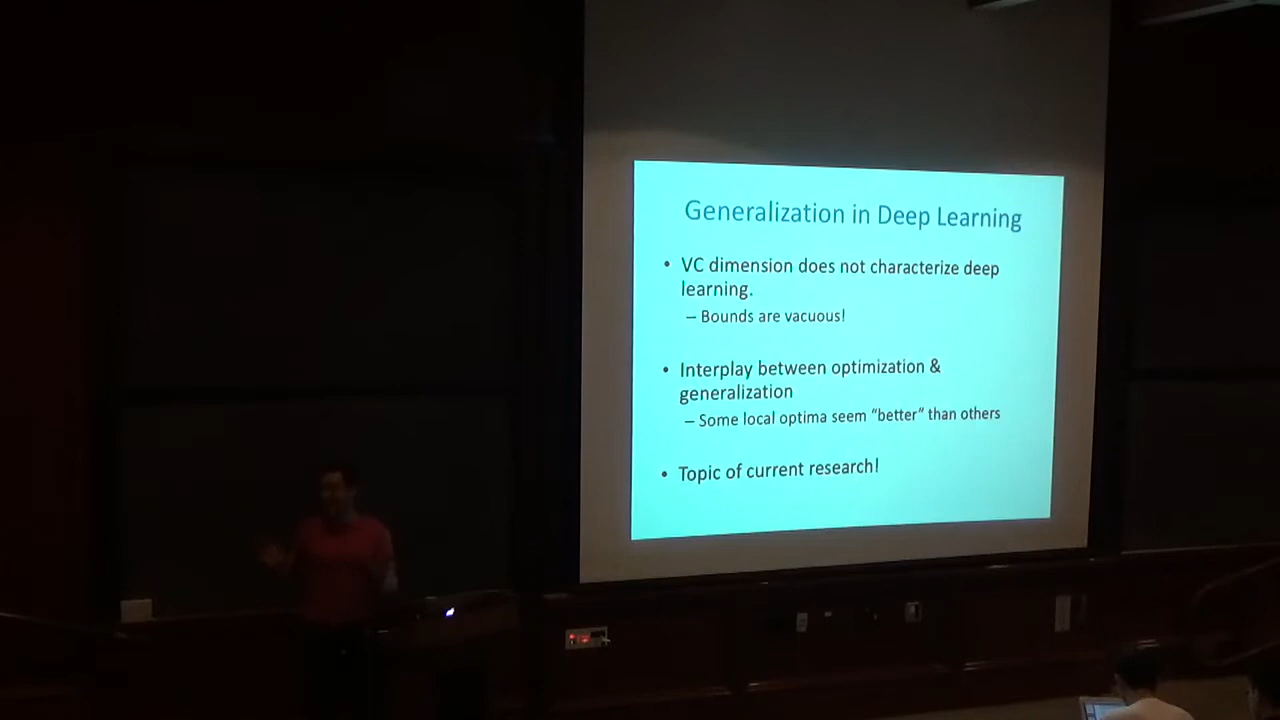 Generalization in Deep Learning
• VC dimension does not characterize deep
learning.
– Bounds are vacuous!
• Interplay between optimization &
generalization
– Some local optima seem “better” than others
• Topic of current research!